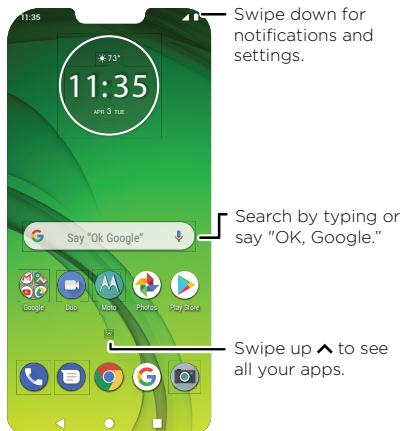 11:35
Swipe down for
notifications and
settings.
73°
11:35
APR 3 TUE
Say "Ok Google"
Search by typing or
say "OK, Google.”
Google Duo Moto Photos Play Store
Swipe up to see
all your apps.